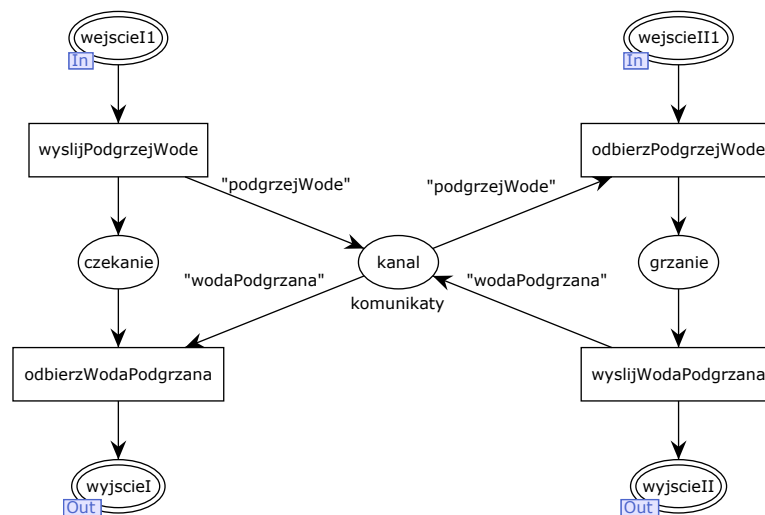 wejscieI1
In
wejscieII1
In
wyslijPodgrzejWode
odbierzPodgrzejWode
"podgrzejWode"
"podgrzejWode"
czekanie
kanal
grzanie
"wodaPodgrzana"
"wodaPodgrzana"
komunikaty
odbierzWodaPodgrzana
wyslijWodaPodgrzana
wyjscieI
Out
wyjscieII
Out